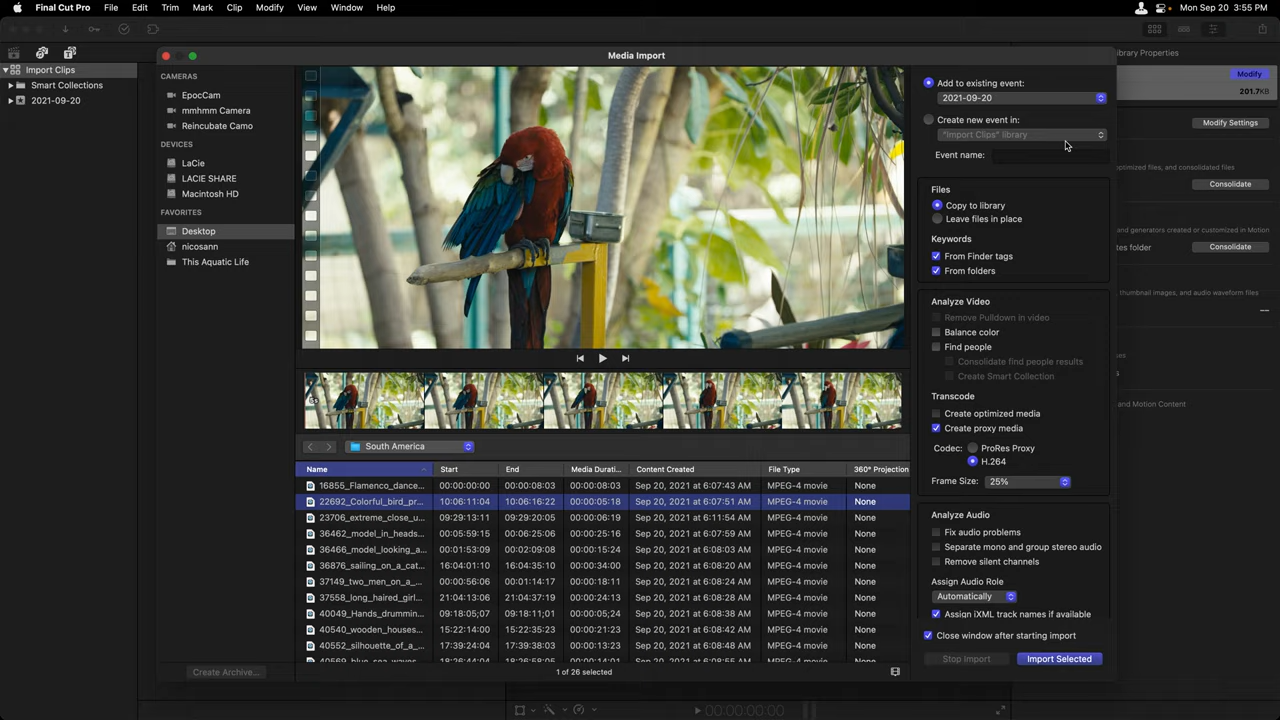 Final Cut Pro File Edit Trim Mark Clip Modify View Window Help Mon Sep 20 3:55 PM
Media Import
Import Clips
Smart Collections
2021-09-20
CAMERAS
EpocCam
mmhmm Camera
Reincubate Camo
DEVICES
LaCie
LACIE SHARE
Macintosh HD
FAVORITES
Desktop
nicosann
This Aquatic Life
Create Archive...
South America
Name Start End Media Durati... Content Created File Type 360° Projection
16855_Flamenco_dance... 00:00:00:00 00:00:08:03 00:00:08:03 Sep 20, 2021 at 6:07:43 AM MPEG-4 movie None
22692_Colorful_bird_pr... 10:06:11:04 10:06:16:22 00:00:05:18 Sep 20, 2021 at 6:07:51 AM MPEG-4 movie None
23706_extreme_close_u... 09:29:13:11 09:29:20:05 00:00:06:19 Sep 20, 2021 at 6:11:54 AM MPEG-4 movie None
36462_model_in_heads... 00:05:59:15 00:06:25:06 00:00:25:16 Sep 20, 2021 at 6:07:59 AM MPEG-4 movie None
36466_model_looking_a... 00:01:53:09 00:02:09:08 00:00:15:24 Sep 20, 2021 at 6:08:03 AM MPEG-4 movie None
36876_sailing_on_a_cat... 16:04:01:10 16:04:35:10 00:00:34:00 Sep 20, 2021 at 6:08:20 AM MPEG-4 movie None
37149_two_men_on_a_... 00:00:56:06 00:01:14:17 00:00:18:10 Sep 20, 2021 at 6:08:24 AM MPEG-4 movie None
37558_long_haired_girl... 21:04:13:06 21:04:37:19 00:00:24:13 Sep 20, 2021 at 6:08:34 AM MPEG-4 movie None
40049_Hands_drummin... 09:18:05;07 09:18:11;01 00:00:05;24 Sep 20, 2021 at 6:08:38 AM MPEG-4 movie None
40540_wooden_houses... 15:22:14:00 15:22:35:23 00:00:21:23 Sep 20, 2021 at 6:08:42 AM MPEG-4 movie None
40552_silhouette_of_a_... 17:39:24:04 17:39:38:03 00:00:13:23 Sep 20, 2021 at 6:08:45 AM MPEG-4 movie None
1 of 26 selected
Add to existing event:
2021-09-20
Create new event in:
"Import Clips" library
Event name:
Files
Copy to library
Leave files in place
Keywords
From Finder tags
From folders
Analyze Video
Remove Pulldown in video
Balance color
Find people
Consolidate find people results
Create Smart Collection
Transcode
Create optimized media
Create proxy media
Codec: ProRes Proxy
H.264
Frame Size: 25%
Analyze Audio
Fix audio problems
Separate mono and group stereo audio
Remove silent channels
Assign Audio Role
Automatically
Assign iXML track names if available
Close window after starting import
Stop Import Import Selected
Library Properties
Modify
201.7KB
Modify Settings
Consolidate
Consolidate
00:00:00:00